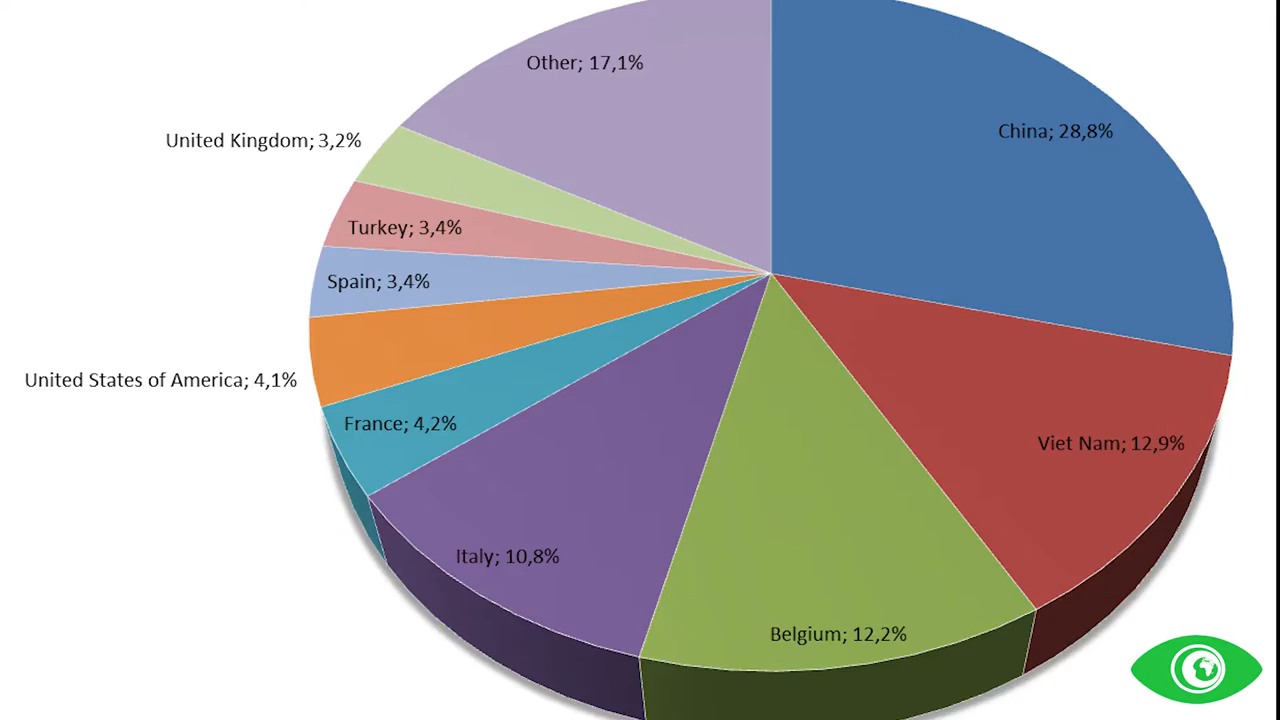 Other; 17,1%
China; 28,8%
United Kingdom; 3,2%
Turkey; 3,4%
Spain; 3,4%
United States of America; 4,1%
France; 4,2%
Viet Nam; 12,9%
Italy; 10,8%
Belgium; 12,2%